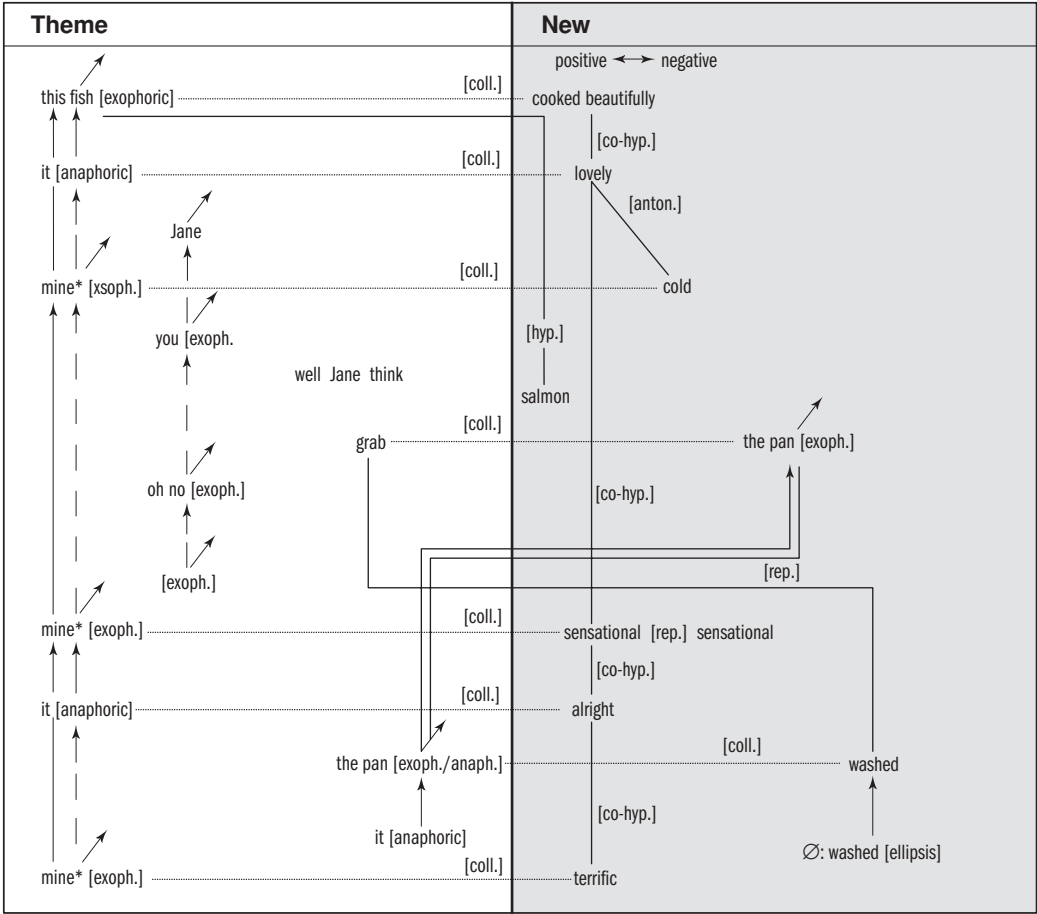 Theme New
positive ↔ negative
[coll.]
this fish [exophoric] cooked beautifully
[co-hyp.]
[coll.]
it [anaphoric] lovely
[anton.]
Jane
[coll.]
mine* [xsoph.] cold
[hyp.]
you [exoph.
well Jane think
salmon
[coll.]
grab the pan [exoph.]
oh no [exoph.] [co-hyp.]
[rep.]
[exoph.]
[coll.]
mine* [exoph.] sensational [rep.] sensational
[co-hyp.]
[coll.]
it [anaphoric] alright
[coll.]
the pan [exoph./anaph.] washed
[co-hyp.]
it [anaphoric]
∅: washed [ellipsis]
[coll.]
mine* [exoph.] terrific